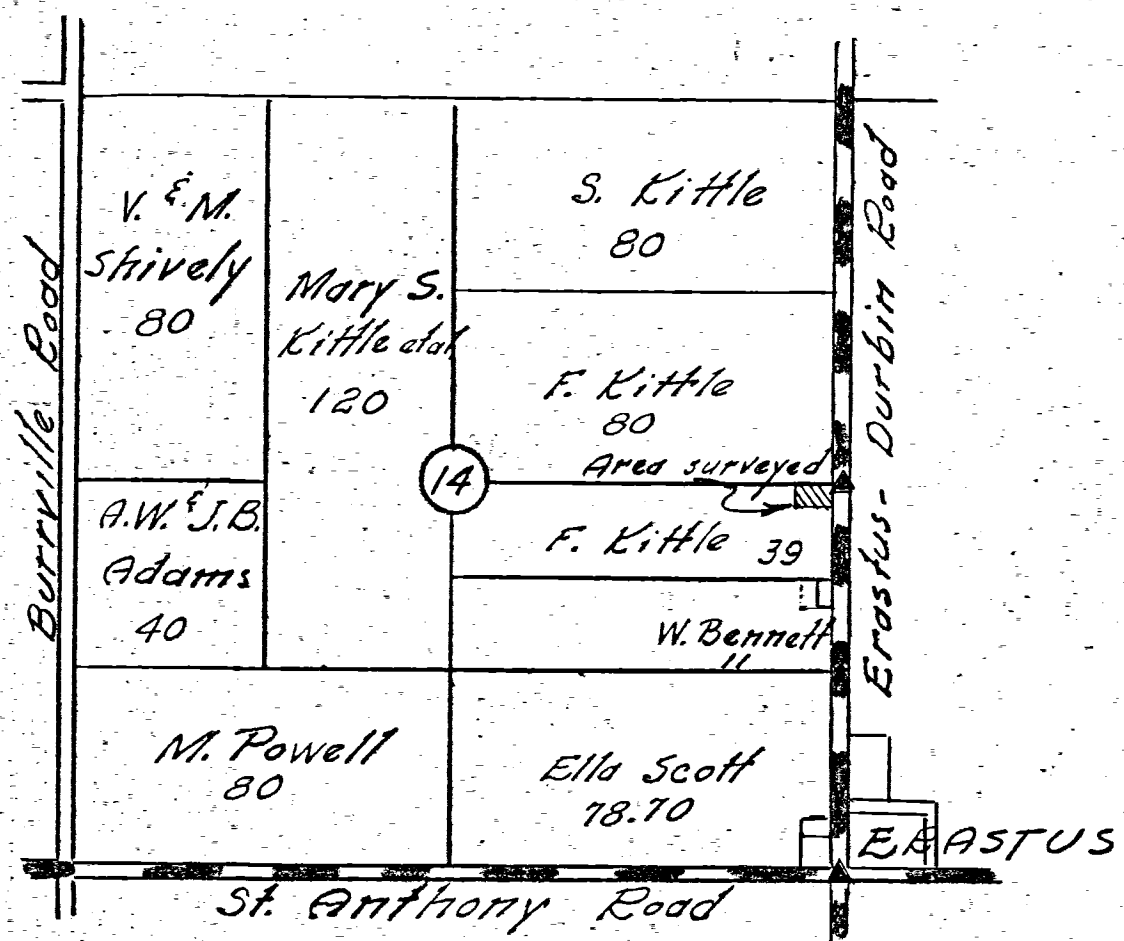 V. & M.
Shively
80
Mary S.
Kittle etal
120
S. Kittle
80
F. Kittle
80
Area surveyed
14
F. Kittle 39
A.W. & J.B.
Adams
40
W. Bennett
11
M. Powell
80
Ella Scott
78.70
ERASTUS
Burrville Road
Erastus - Durbin Road
St. Anthony Road